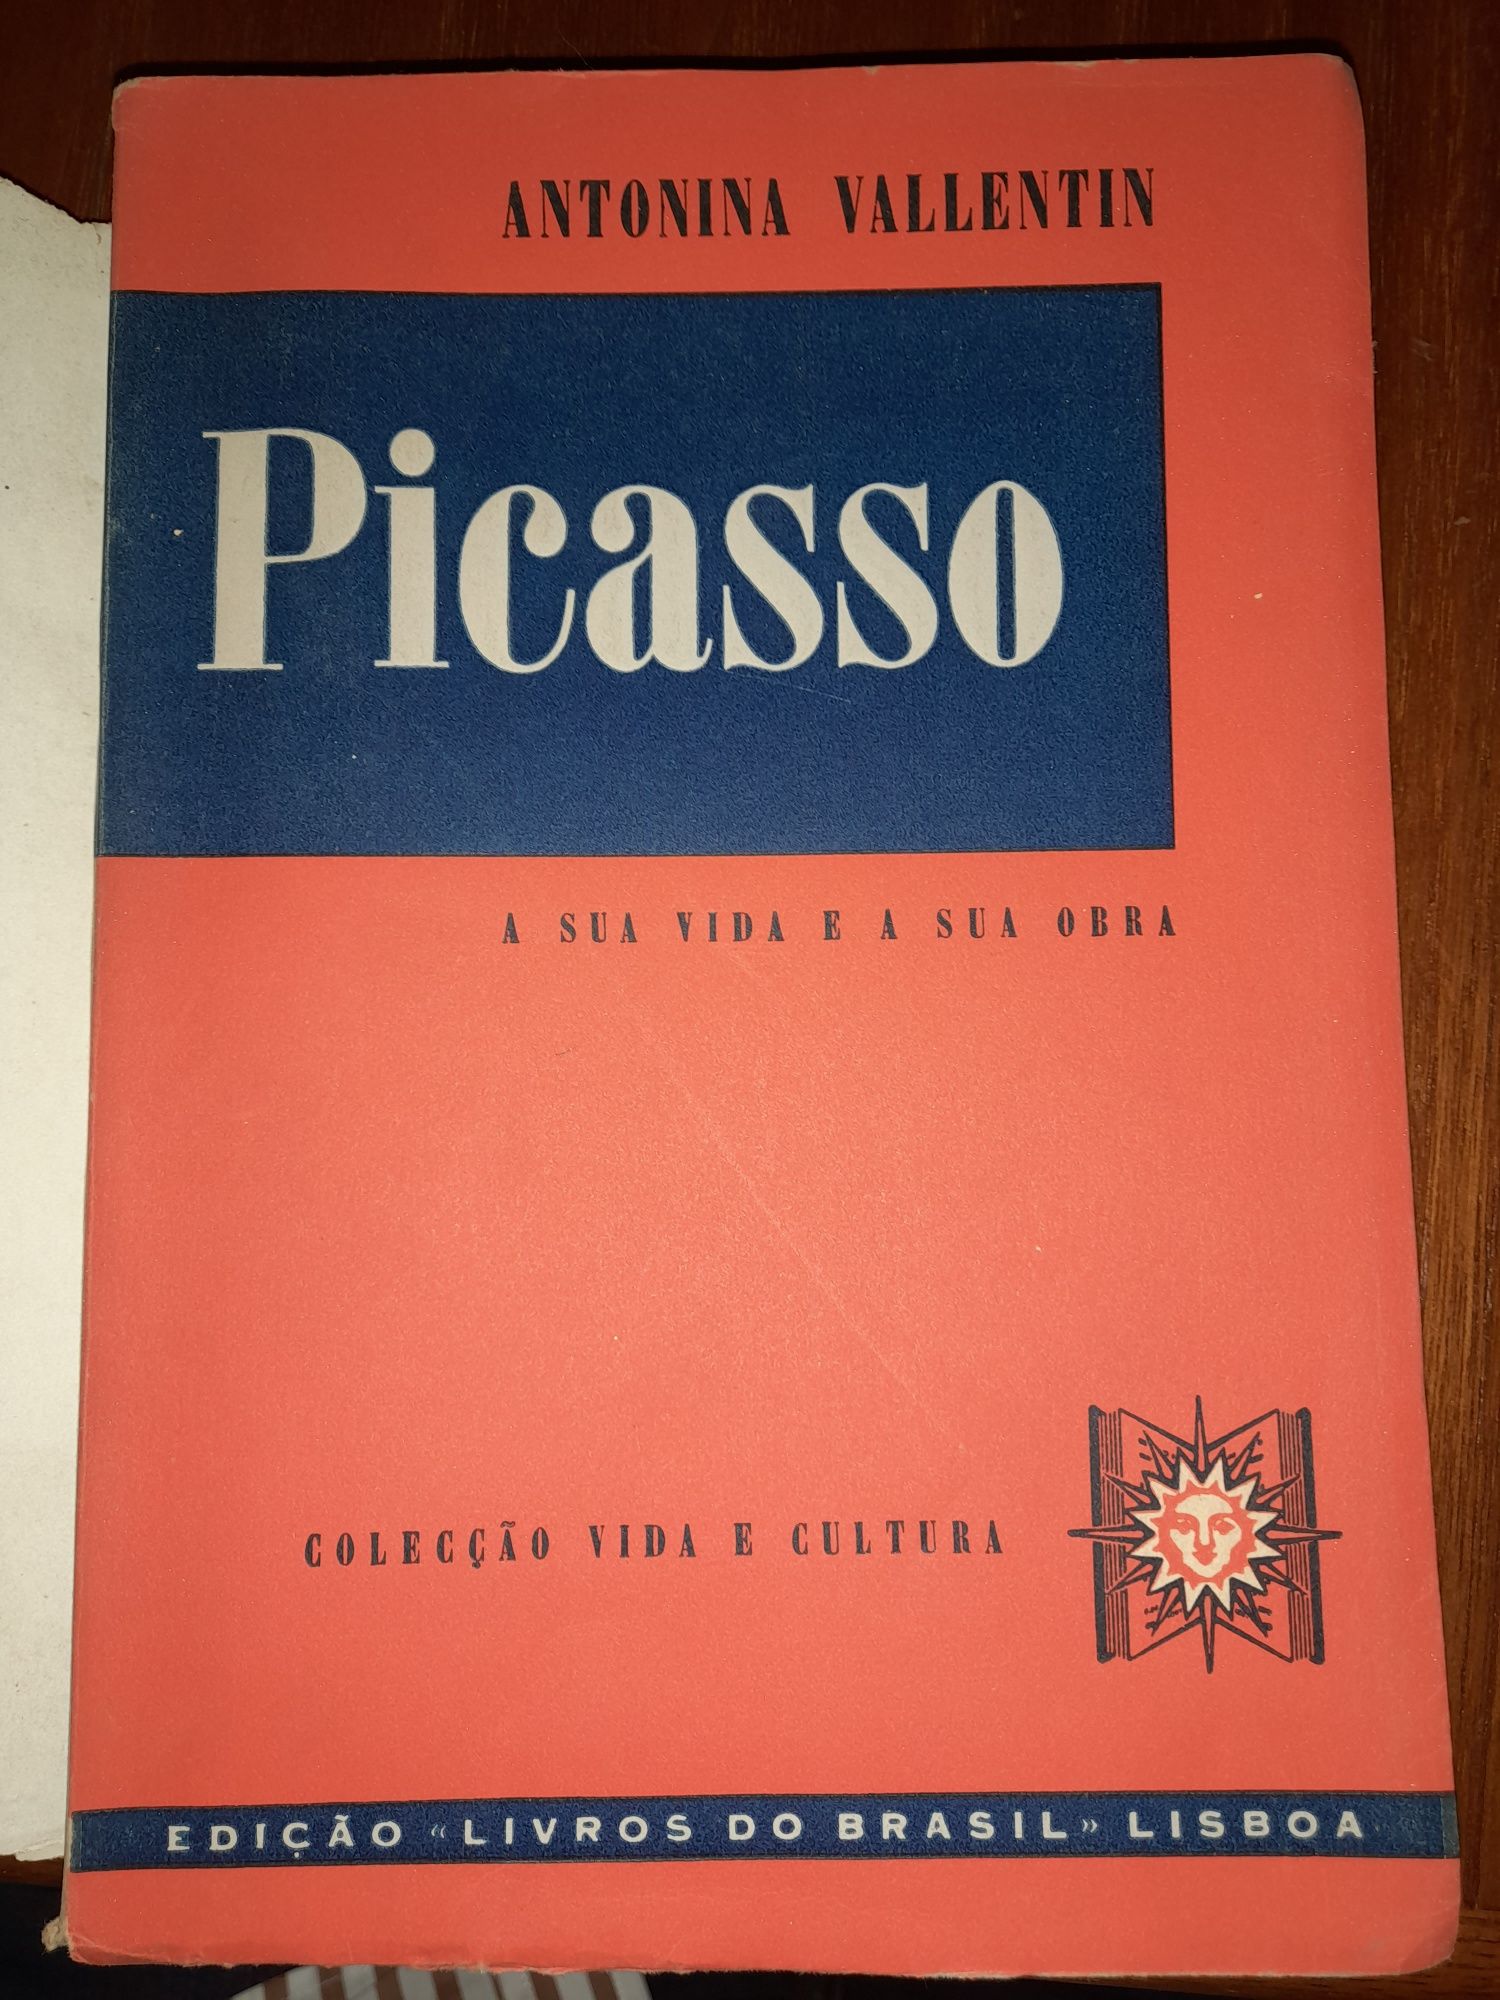 ANTONINA VALLENTIN
Picasso
A SUA VIDA E A SUA OBRA
COLECÇÃO VIDA E CULTURA
EDIÇÃO «LIVROS DO BRASIL» LISBOA